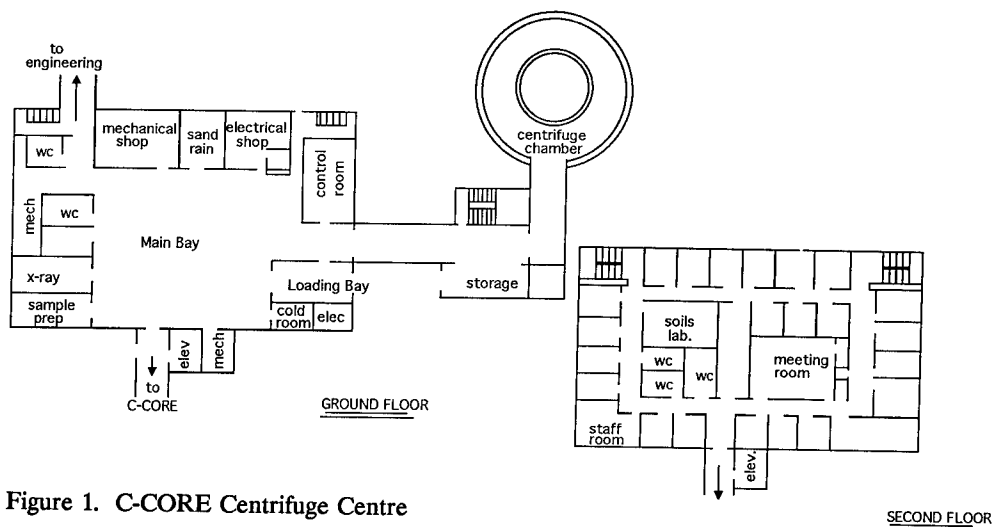 to
engineering
mechanical
shop
sand
rain
electrical
shop
wc
control
room
centrifuge
chamber
mech
wc
Main Bay
x-ray
Loading Bay
storage
sample
prep
cold
room
elec
elev
mech
to
C-CORE
GROUND FLOOR
soils
lab.
wc
wc
wc
meeting
room
staff
room
elev.
SECOND FLOOR
Figure 1. C-CORE Centrifuge Centre